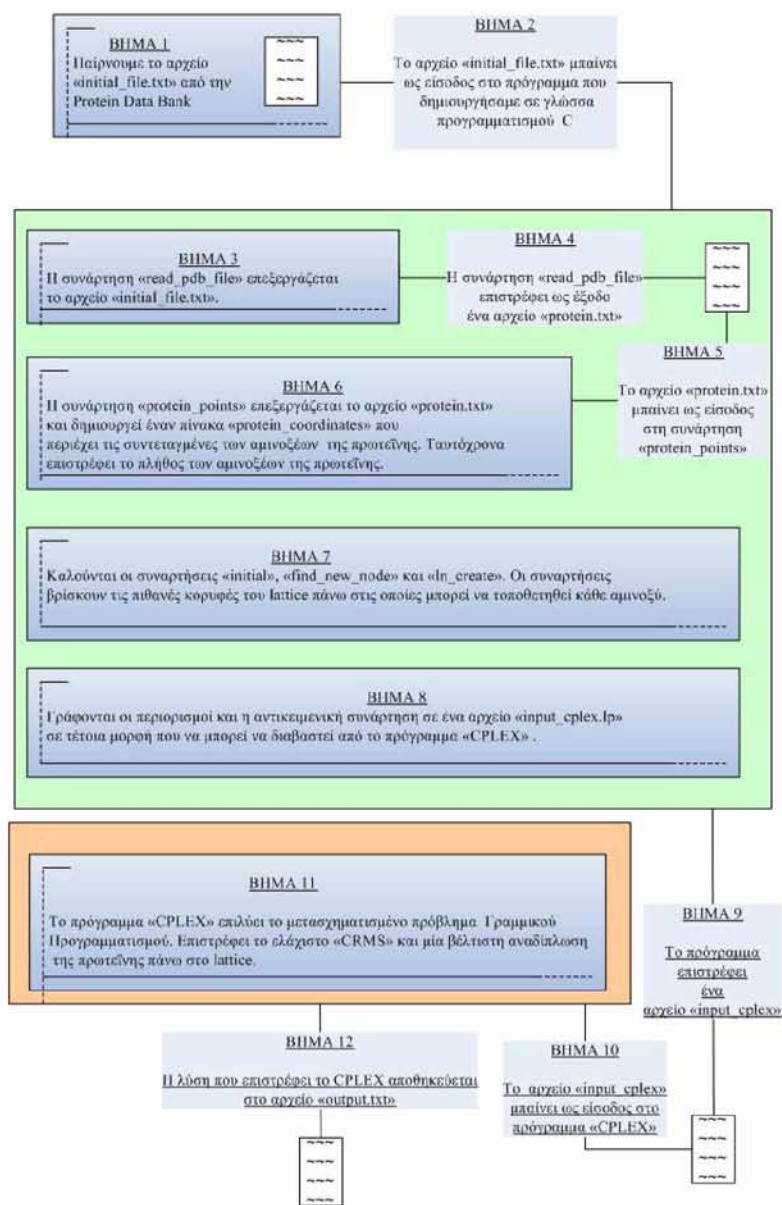 ΒΗΜΑ 1
Παίρνουμε το αρχείο
«initial_file.txt» από την
Protein Data Bank
~~~
~~~
~~~
~~~
ΒΗΜΑ 2
Το αρχείο «initial_file.txt» μπαίνει
ως είσοδος στο πρόγραμμα που
δημιουργήσαμε σε γλώσσα
προγραμματισμού C
ΒΗΜΑ 3
Η συνάρτηση «read_pdb_file» επεξεργάζεται
το αρχείο «initial_file.txt».
ΒΗΜΑ 4
Η συνάρτηση «read_pdb_file»
επιστρέφει ως έξοδο
ένα αρχείο «protein.txt»
~~~
~~~
~~~
~~~
ΒΗΜΑ 5
Το αρχείο «protein.txt»
μπαίνει ως είσοδος
στη συνάρτηση
«protein_points»
ΒΗΜΑ 6
Η συνάρτηση «protein_points» επεξεργάζεται το αρχείο «protein.txt»
και δημιουργεί έναν πίνακα «protein_coordinates» που
περιέχει τις συντεταγμένες των αμινοξέων της πρωτεΐνης. Ταυτόχρονα
επιστρέφει το πλήθος των αμινοξέων της πρωτεΐνης.
ΒΗΜΑ 7
Καλούνται οι συναρτήσεις «initial», «find_new_node» και «ln_create». Οι συναρτήσεις
βρίσκουν τις πιθανές κορυφές του lattice πάνω στις οποίες μπορεί να τοποθετηθεί κάθε αμινοξύ.
ΒΗΜΑ 8
Γράφονται οι περιορισμοί και η αντικειμενική συνάρτηση σε ένα αρχείο «input_cplex.lp»
σε τέτοια μορφή που να μπορεί να διαβαστεί από το πρόγραμμα «CPLEX» .
ΒΗΜΑ 9
Το πρόγραμμα
επιστρέφει
ένα
αρχείο «input_cplex»
~~~
~~~
~~~
~~~
ΒΗΜΑ 10
Το αρχείο «input_cplex»
μπαίνει ως είσοδος στο
πρόγραμμα «CPLEX»
ΒΗΜΑ 11
Το πρόγραμμα «CPLEX» επιλύει το μετασχηματισμένο πρόβλημα Γραμμικού
Προγραμματισμού. Επιστρέφει το ελάχιστο «CRMS» και μία βέλτιστη αναδίπλωση
της πρωτεΐνης πάνω στο lattice.
ΒΗΜΑ 12
Η λύση που επιστρέφει το CPLEX αποθηκεύεται
στο αρχείο «output.txt»
~~~
~~~
~~~
~~~